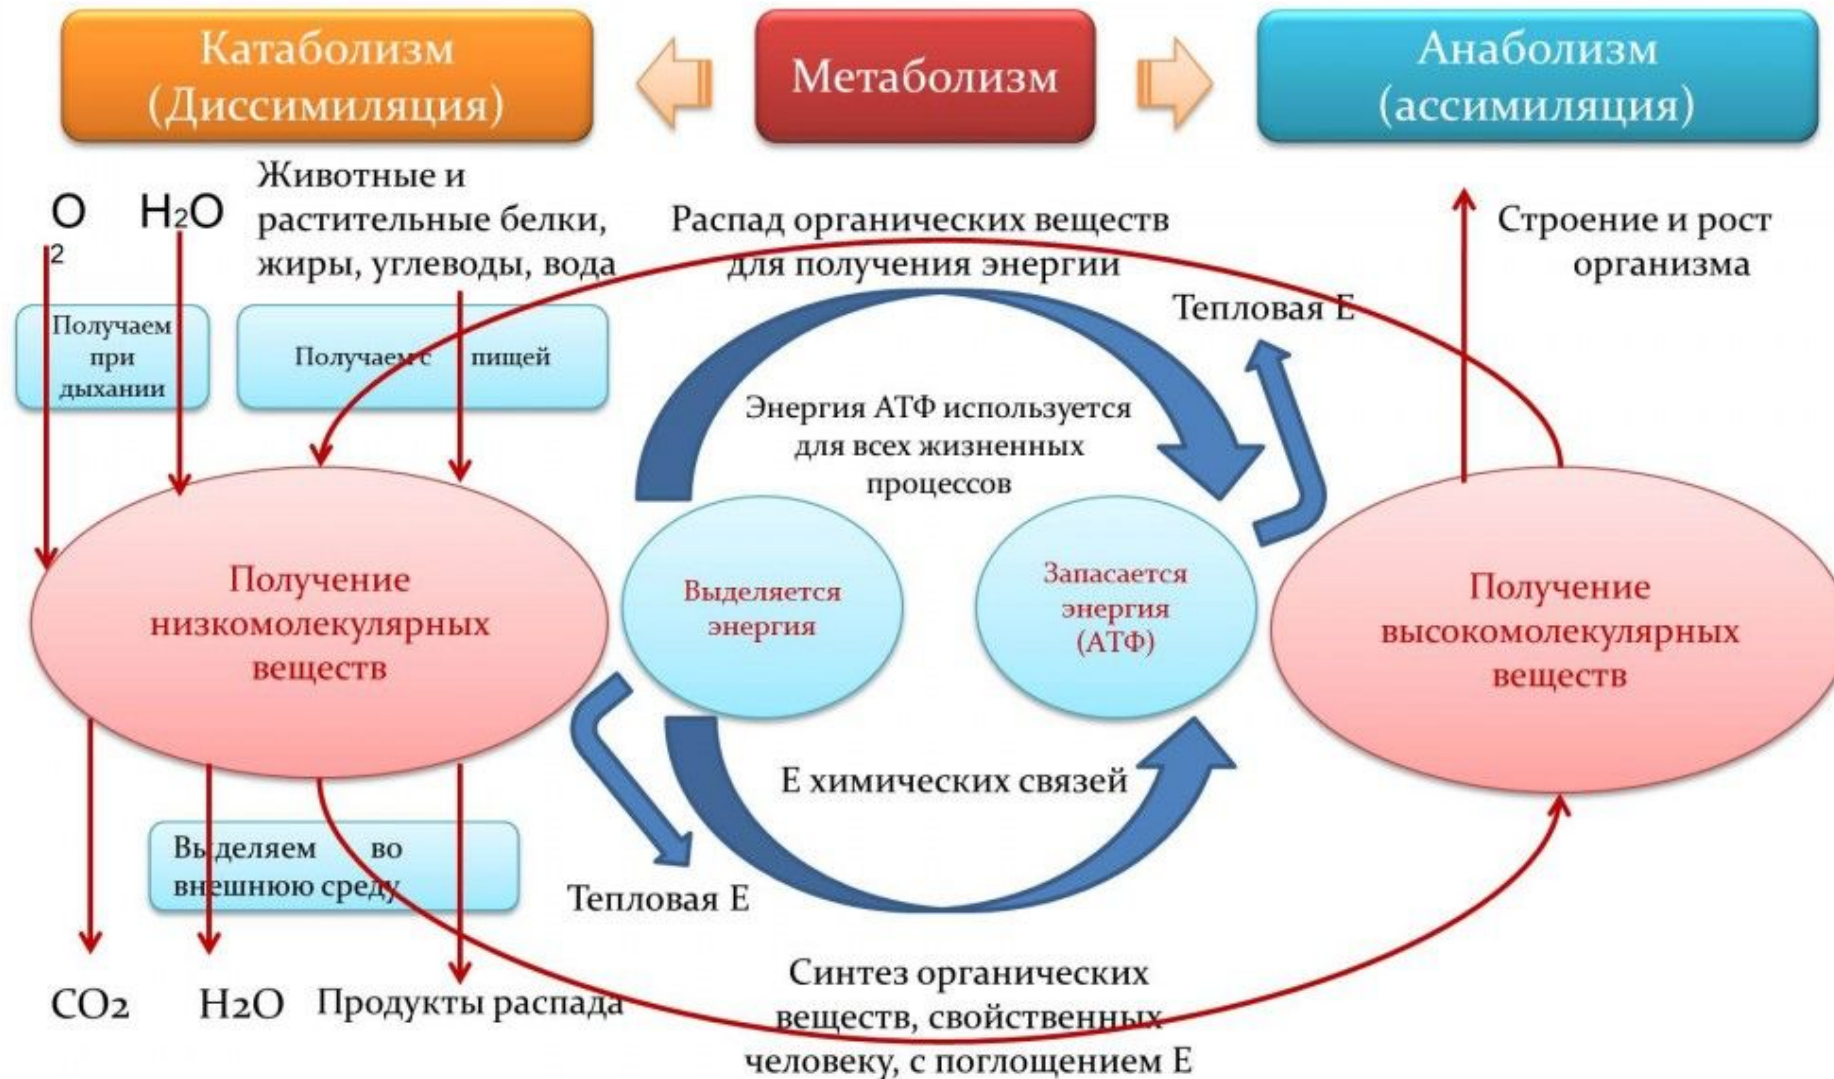 Катаболизм
(Диссимиляция)
Метаболизм
Анаболизм
(ассимиляция)
O
2
H2O
Животные и
растительные белки,
жиры, углеводы, вода
Распад органических веществ
для получения энергии
Строение и рост
организма
Тепловая Е
Получаем
при
дыхании
Получаем с пищей
Энергия АТФ используется
для всех жизненных
процессов
Получение
низкомолекулярных
веществ
Выделяется
энергия
Запасается
энергия
(АТФ)
Получение
высокомолекулярных
веществ
Е химических связей
Выделяем во
внешнюю среду
Тепловая Е
СО2
Н2О
Продукты распада
Синтез органических
веществ, свойственных
человеку, с поглощением Е